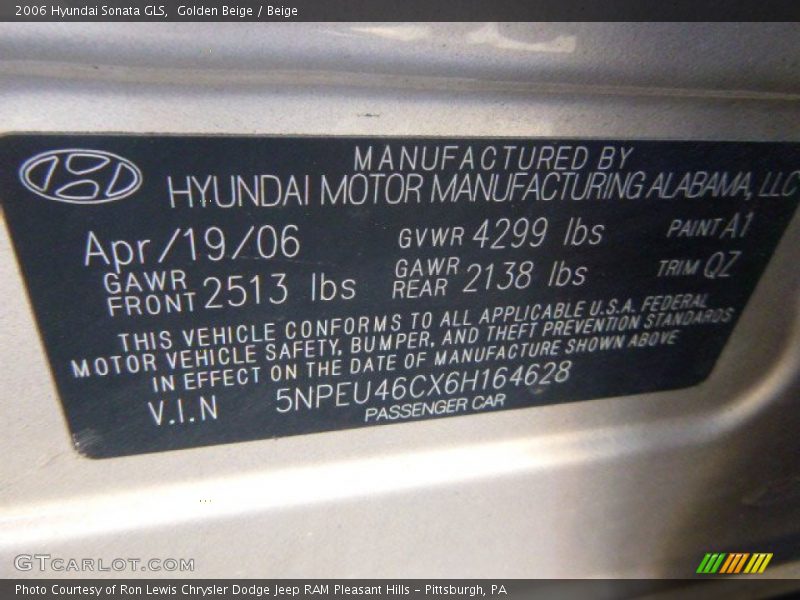 2006 Hyundai Sonata GLS,  Golden Beige / Beige
MANUFACTURED BY
HYUNDAI MOTOR MANUFACTURING ALABAMA, LLC
Apr/19/06 GVWR 4299 lbs PAINT A1
GAWR FRONT 2513 lbs GAWR REAR 2138 lbs TRIM QZ
THIS VEHICLE CONFORMS TO ALL APPLICABLE U.S.A. FEDERAL
MOTOR VEHICLE SAFETY, BUMPER, AND THEFT PREVENTION STANDARDS
IN EFFECT ON THE DATE OF MANUFACTURE SHOWN ABOVE
V.I.N 5NPEU46CX6H164628
PASSENGER CAR
GTCARLOT.COM
Photo Courtesy of Ron Lewis Chrysler Dodge Jeep RAM Pleasant Hills - Pittsburgh, PA